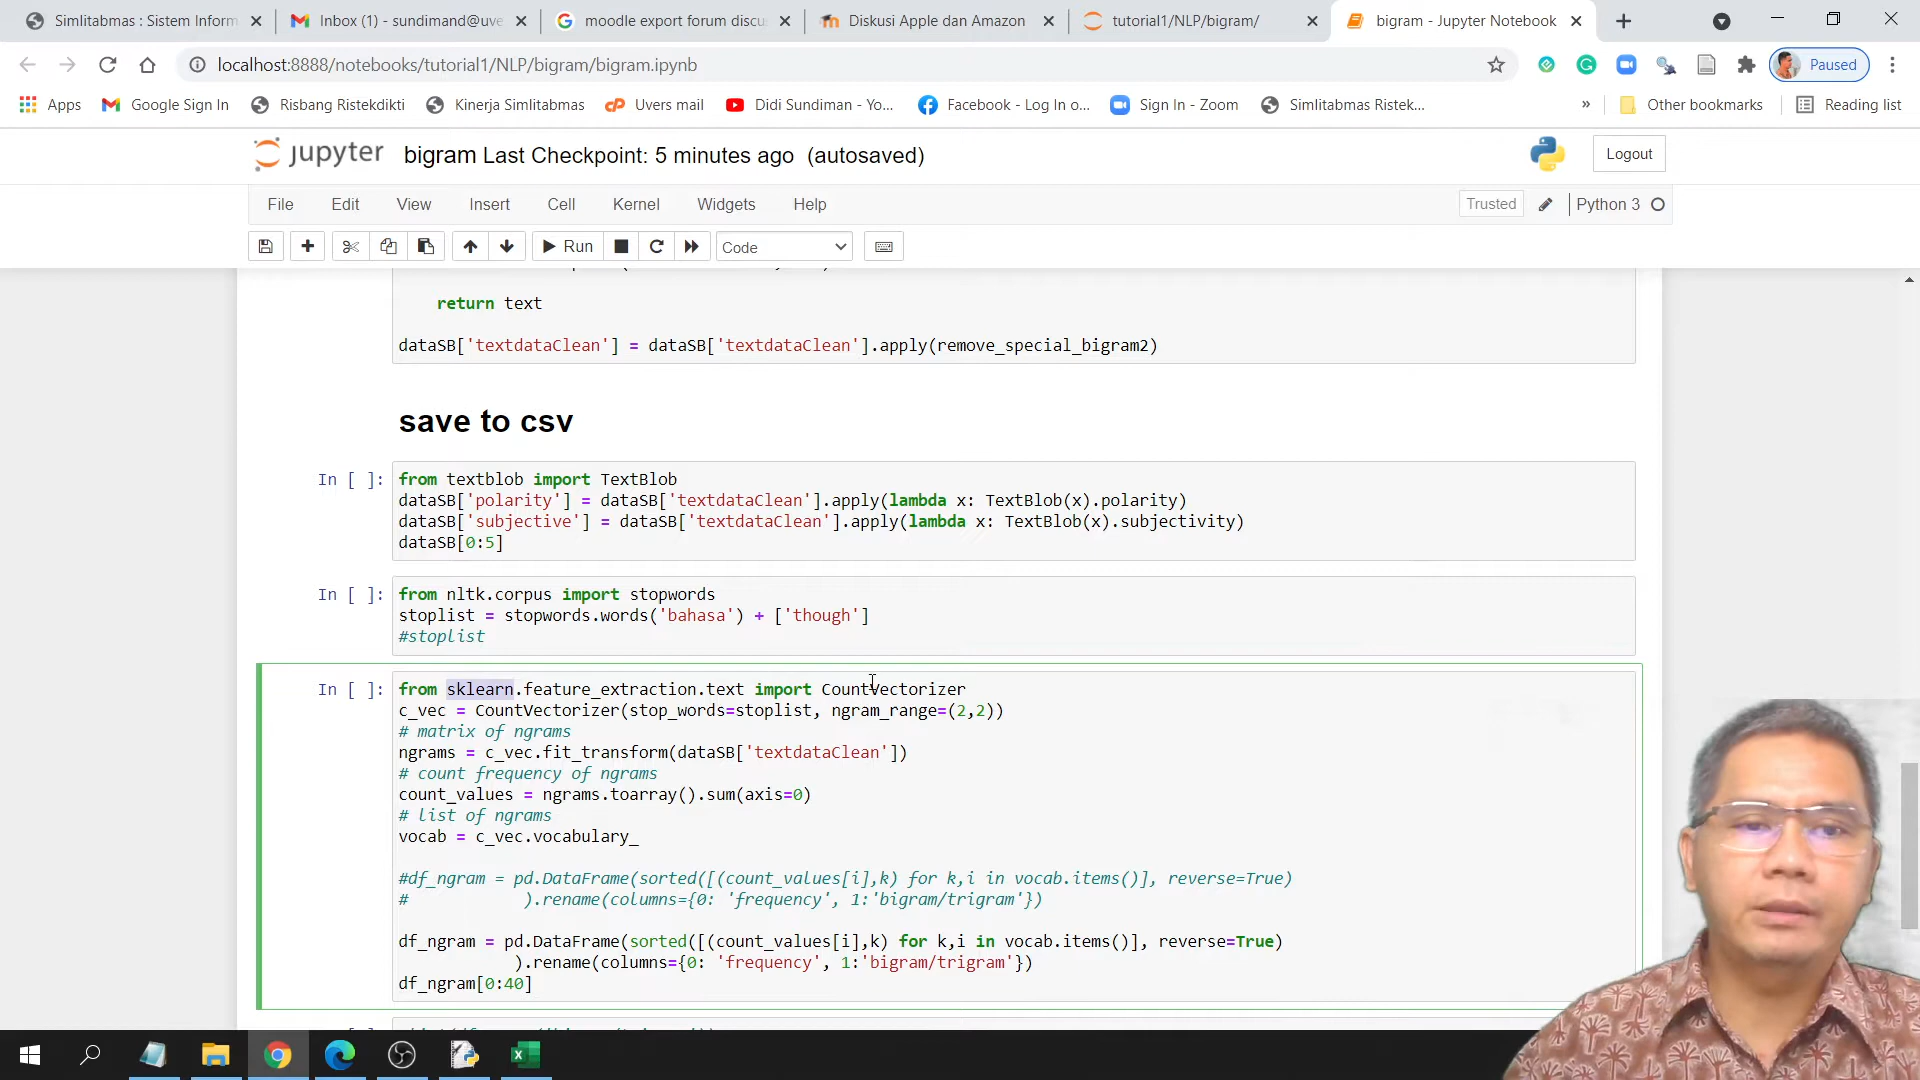 Simlitabmas : Sistem Inform
Inbox (1) - sundimand@uve
moodle export forum discu
Diskusi Apple dan Amazon
tutorial1/NLP/bigram/
bigram - Jupyter Notebook
localhost:8888/notebooks/tutorial1/NLP/bigram/bigram.ipynb
Paused
Apps
Google Sign In
Risbang Ristekdikti
Kinerja Simlitabmas
Uvers mail
Didi Sundiman - Yo...
Facebook - Log In o...
Sign In - Zoom
Simlitabmas Ristek...
»
Other bookmarks
Reading list
jupyter
bigram Last Checkpoint: 5 minutes ago (autosaved)
Logout
File
Edit
View
Insert
Cell
Kernel
Widgets
Help
Trusted
Python 3
Run
Code
return text
dataSB['textdataClean'] = dataSB['textdataClean'].apply(remove_special_bigram2)
save to csv
In [ ]:
from textblob import TextBlob
dataSB['polarity'] = dataSB['textdataClean'].apply(lambda x: TextBlob(x).polarity)
dataSB['subjective'] = dataSB['textdataClean'].apply(lambda x: TextBlob(x).subjectivity)
dataSB[0:5]
In [ ]:
from nltk.corpus import stopwords
stoplist = stopwords.words('bahasa') + ['though']
#stoplist
In [ ]:
from sklearn.feature_extraction.text import CountVectorizer
c_vec = CountVectorizer(stop_words=stoplist, ngram_range=(2,2))
# matrix of ngrams
ngrams = c_vec.fit_transform(dataSB['textdataClean'])
# count frequency of ngrams
count_values = ngrams.toarray().sum(axis=0)
# list of ngrams
vocab = c_vec.vocabulary_
#df_ngram = pd.DataFrame(sorted([(count_values[i],k) for k,i in vocab.items()], reverse=True)
# ).rename(columns={0: 'frequency', 1:'bigram/trigram'})
df_ngram = pd.DataFrame(sorted([(count_values[i],k) for k,i in vocab.items()], reverse=True)
).rename(columns={0: 'frequency', 1:'bigram/trigram'})
df_ngram[0:40]